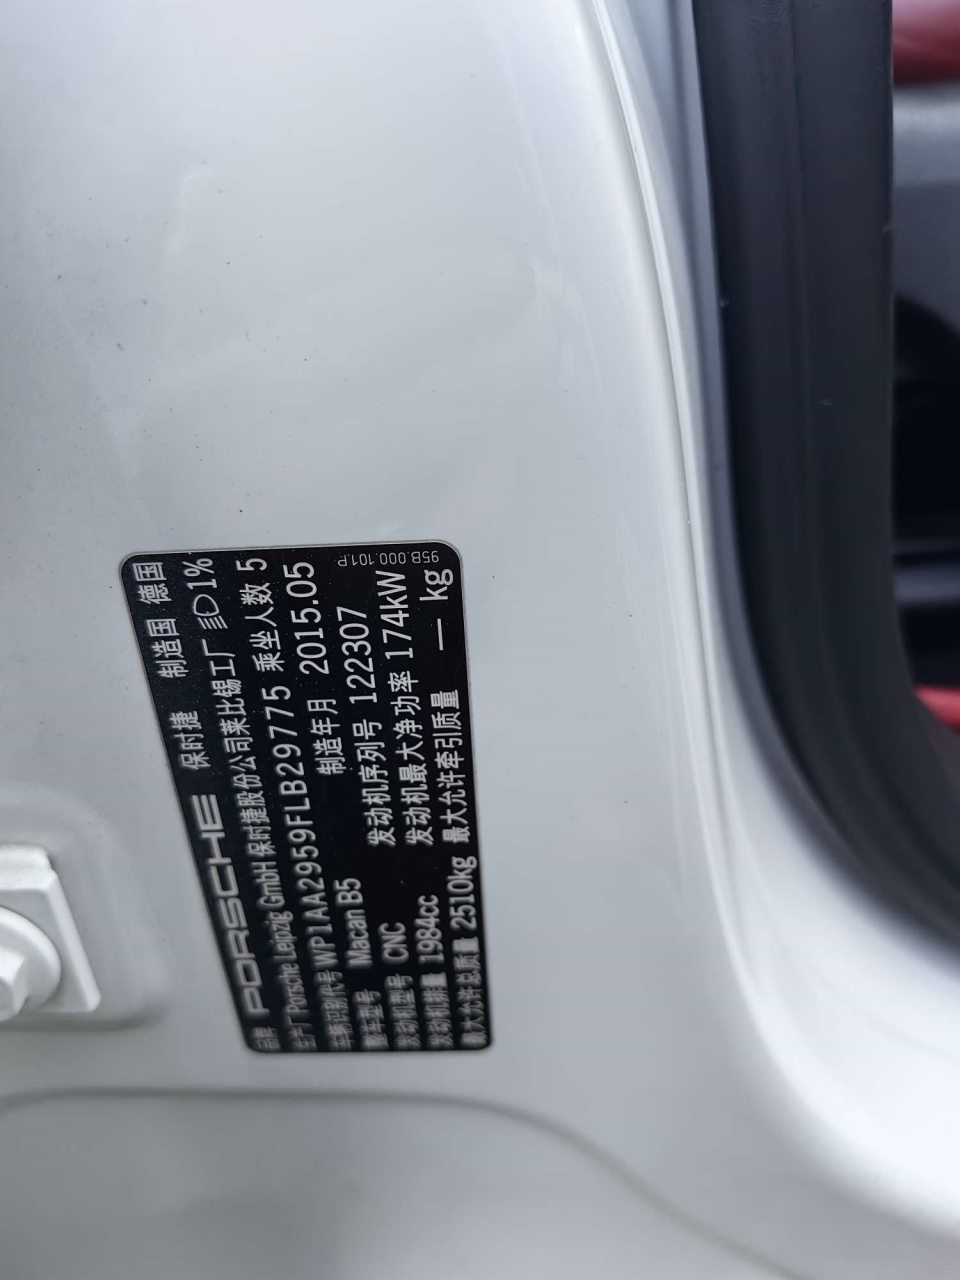 品牌 PORSCHE 保时捷 制造国 德国
生产厂 Porsche Leipzig GmbH 保时捷股份公司莱比锡工厂 1%
车辆识别代号 WP1AA2959FLB29775 乘坐人数 5
整车型号 Macan B5 制造年月 2015.05
发动机型号 CNC 发动机序列号 122307
发动机排量 1984cc 发动机最大净功率 174kW
最大允许总质量 2510kg 最大允许牵引质量 — kg
95B.000.101.P